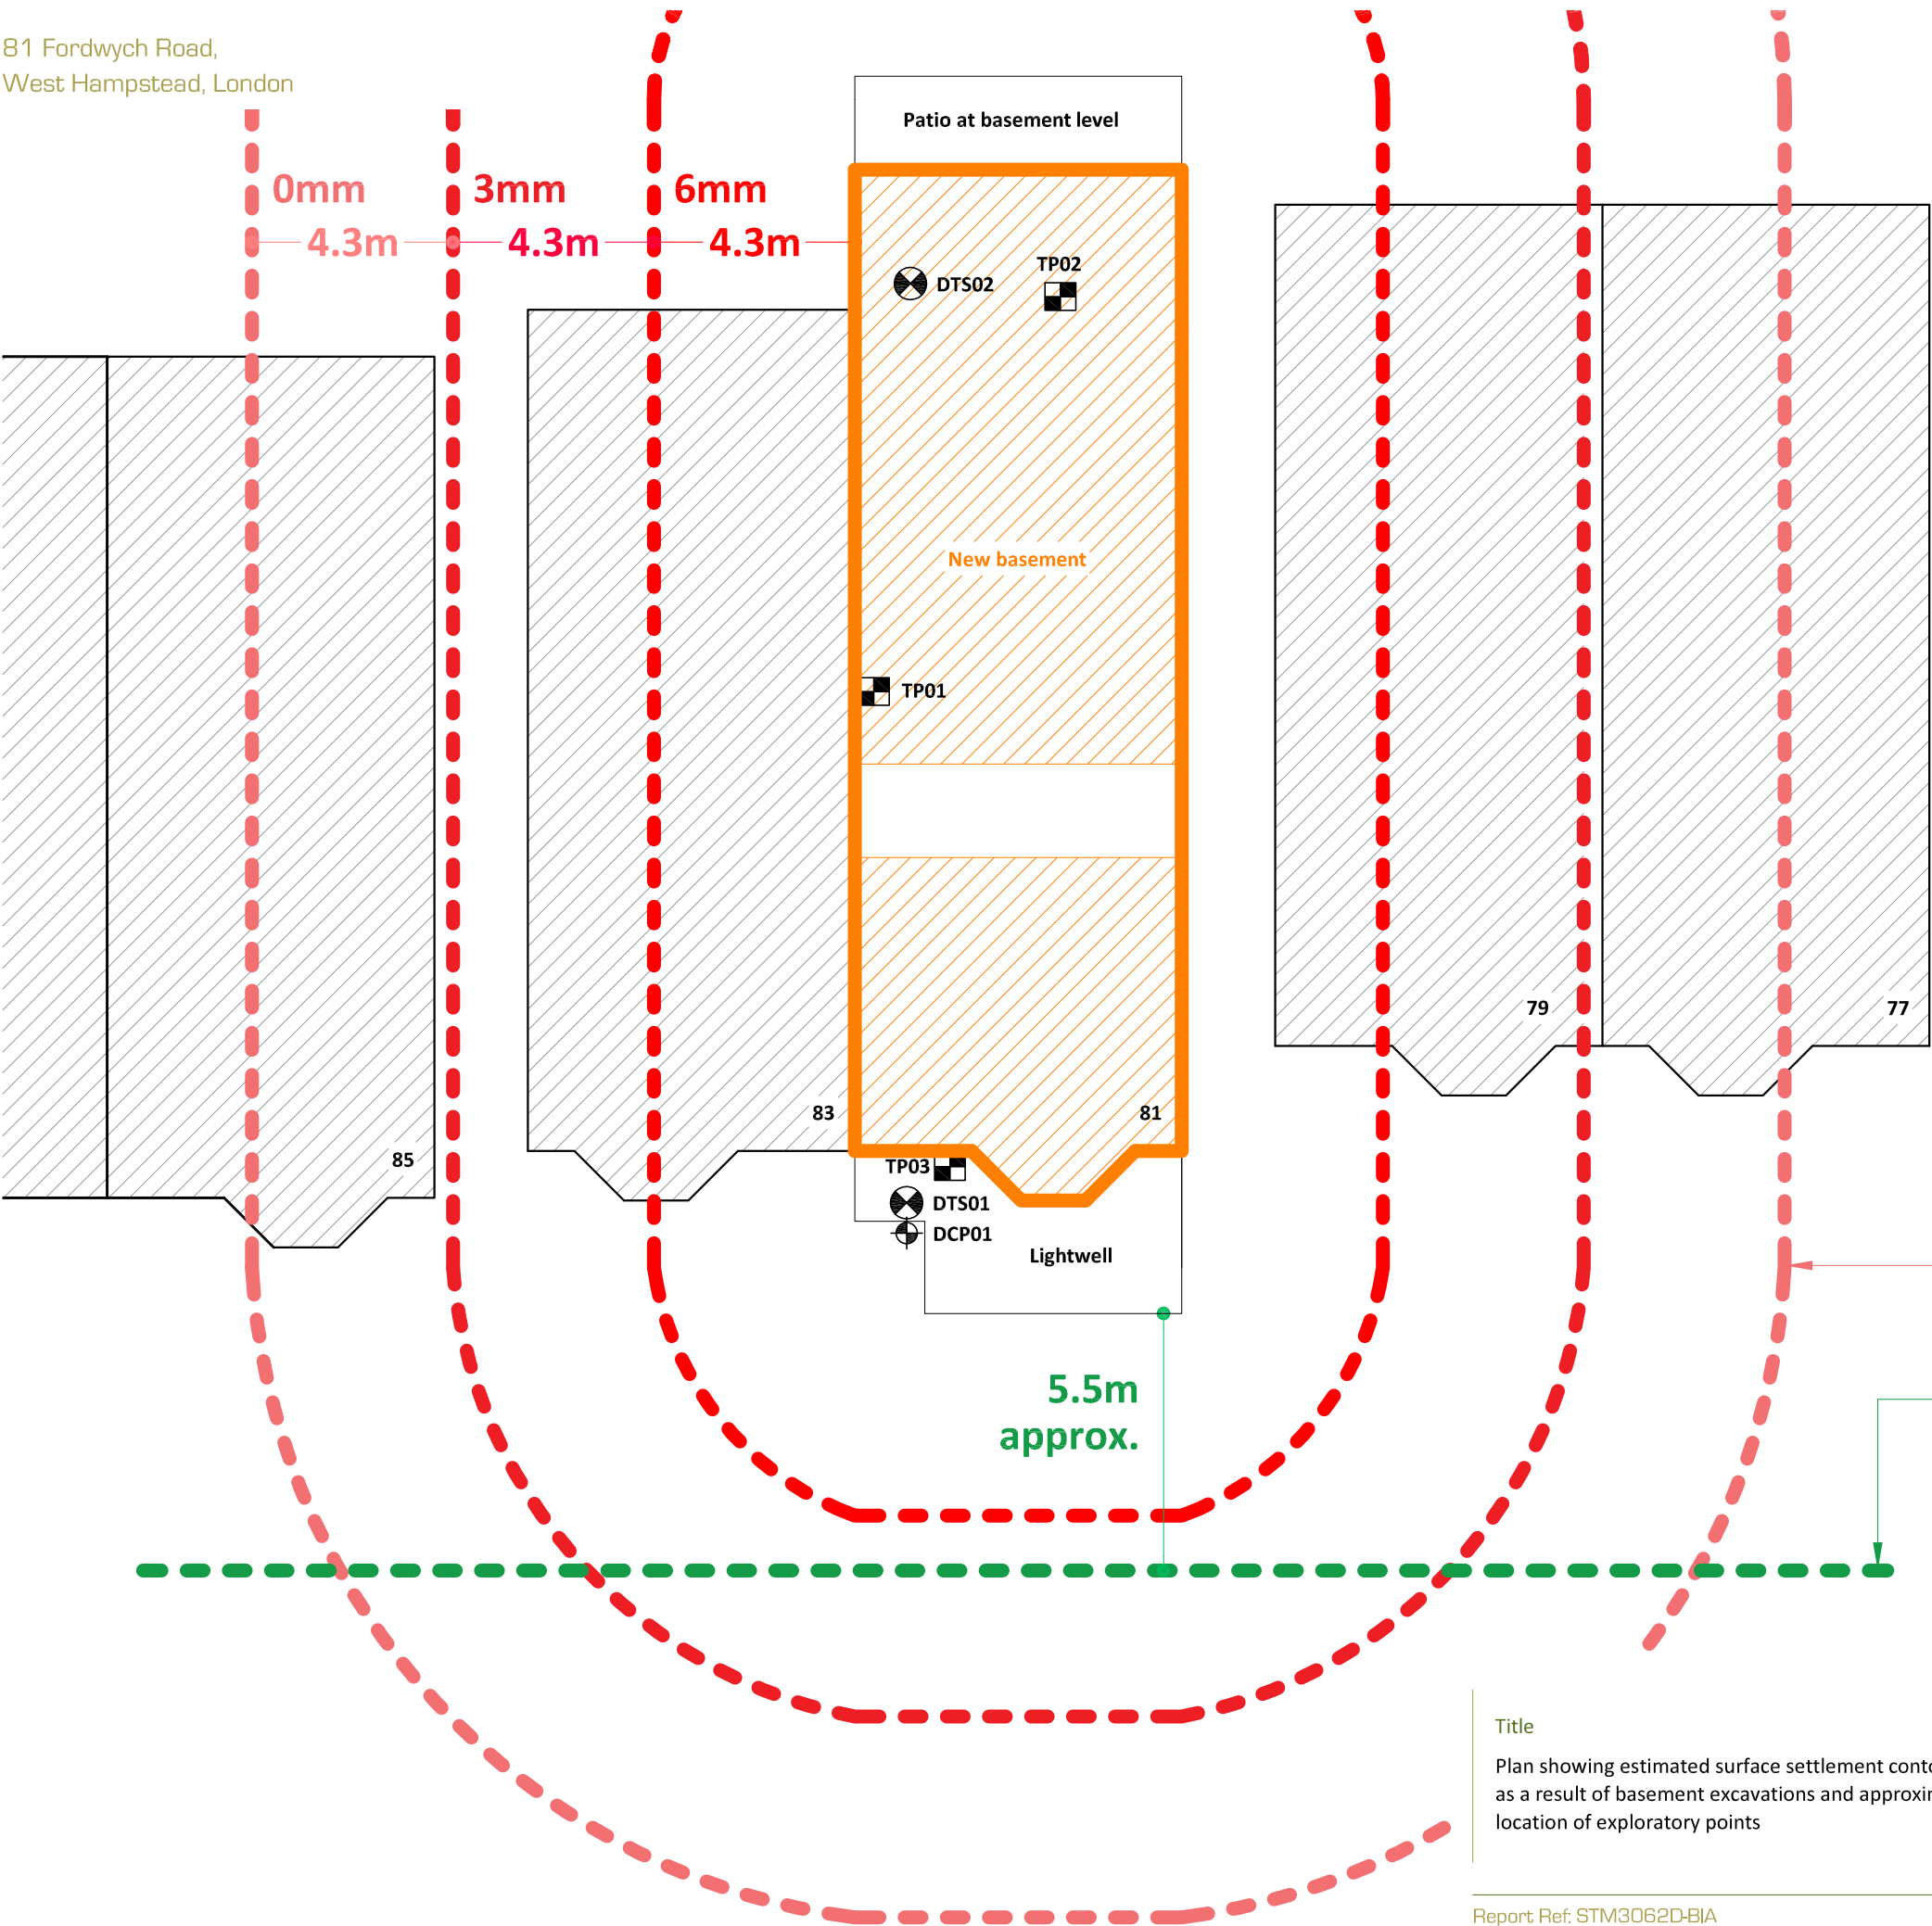 81 Fordwych Road,
West Hampstead, London
Patio at basement level
0mm
3mm
6mm
4.3m
4.3m
4.3m
DTS02
TP02
New basement
TP01
79
77
83
81
85
TP03
DTS01
DCP01
Lightwell
5.5m
approx.
Title
Plan showing estimated surface settlement
as a result of basement excavations and
location of exploratory points
Report Ref: STM3062D-BIA